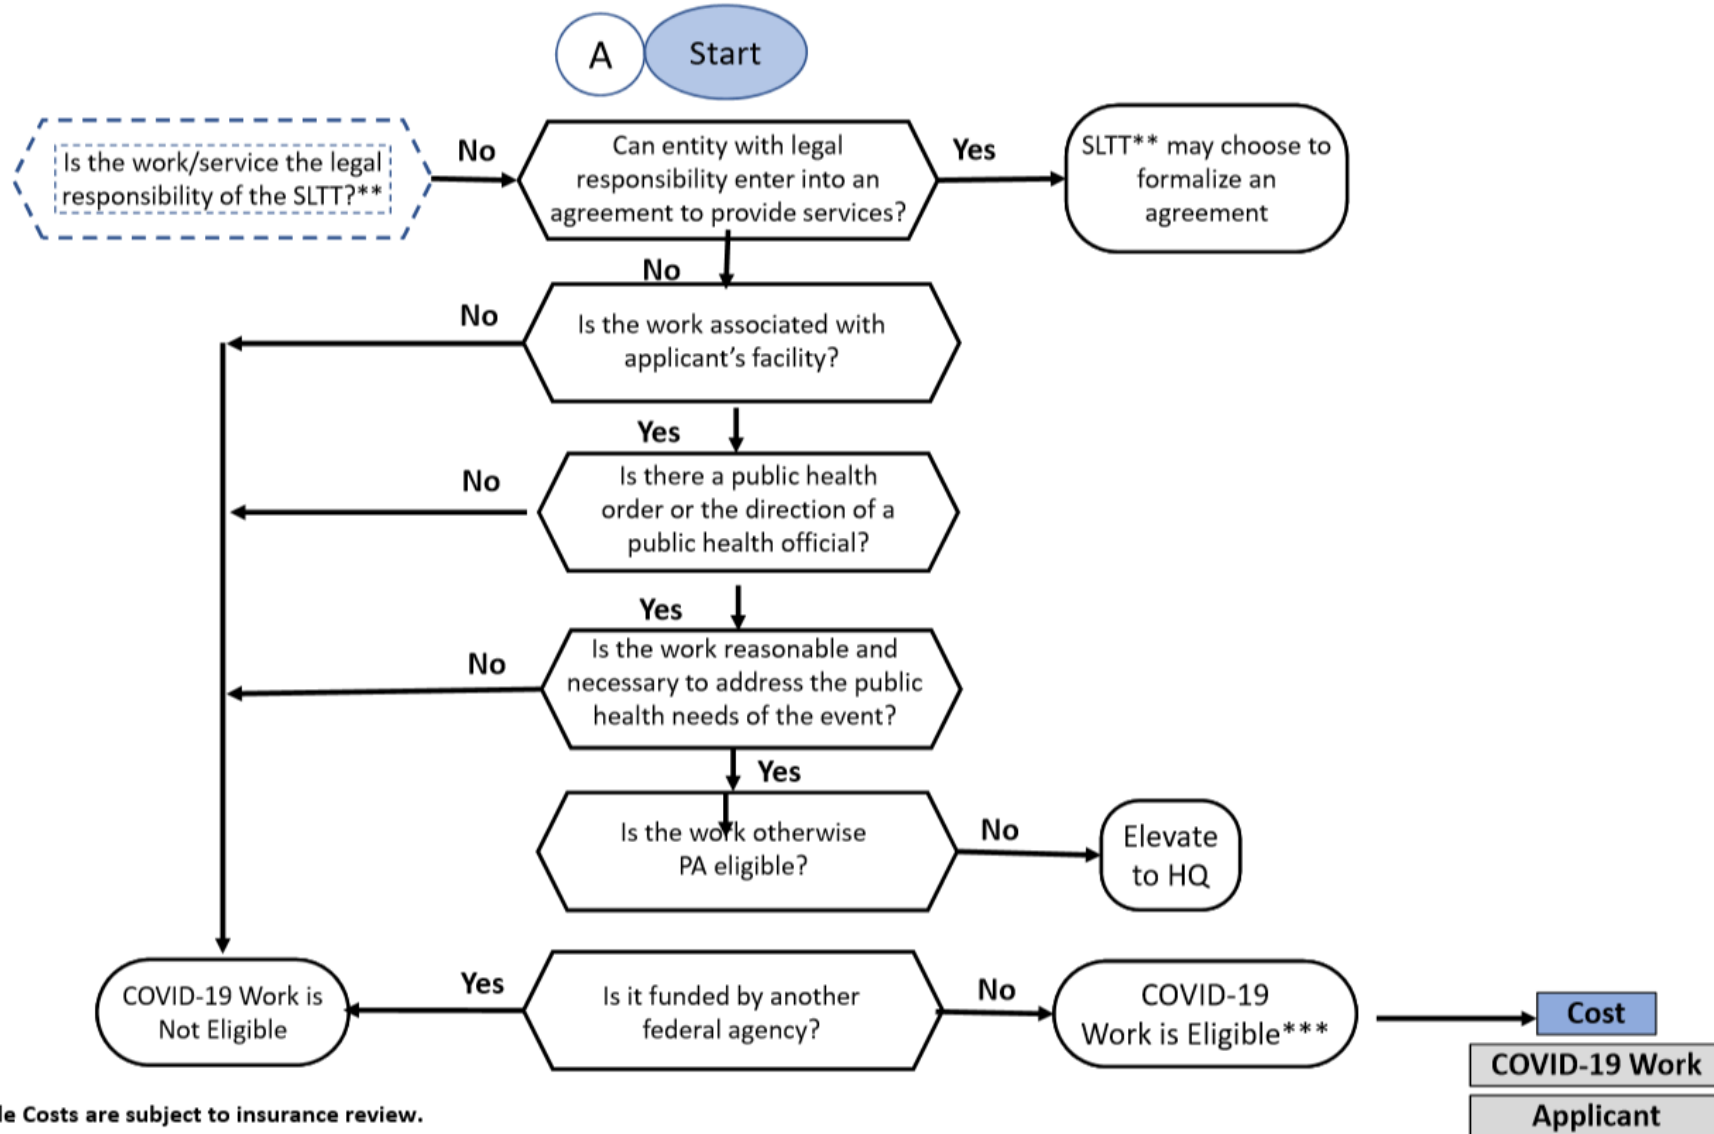 A
Start
Is the work/service the legal
responsibility of the SLTT?**
No
Can entity with legal
responsibility enter into an
agreement to provide services?
Yes
SLTT** may choose to
formalize an
agreement
No
No
Is the work associated with
applicant's facility?
Yes
No
Is there a public health
order or the direction of a
public health official?
Yes
No
Is the work reasonable and
necessary to address the public
health needs of the event?
Yes
Is the work otherwise
PA eligible?
No
Elevate
to HQ
COVID-19 Work is
Not Eligible
Yes
Is it funded by another
federal agency?
No
COVID-19
Work is Eligible***
Cost
COVID-19 Work
Applicant
Costs are subject to insurance review.